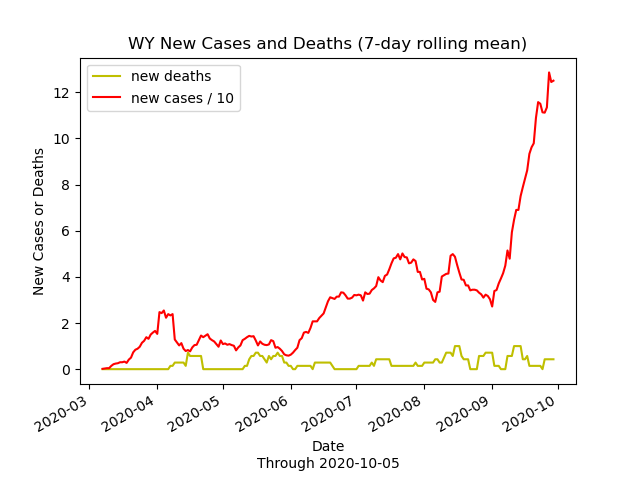 WY New Cases and Deaths (7-day rolling mean)
new deaths
new cases / 10
12
10
8
6
4
2
0
New Cases or Deaths
2020-03
2020-04
2020-05
2020-06
2020-07
2020-08
2020-09
2020-10
Date
Through 2020-10-05